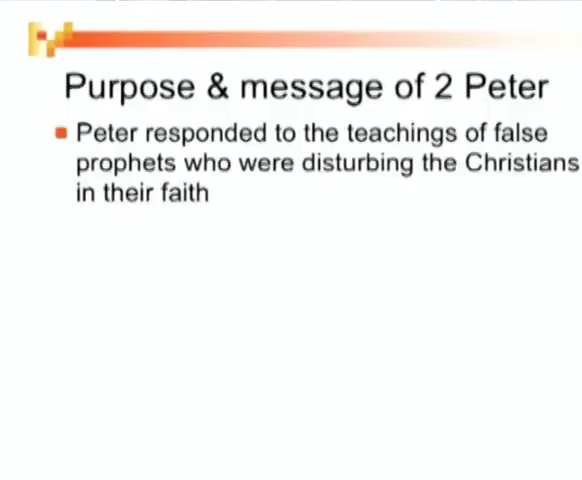 Purpose & message of 2 Peter
Peter responded to the teachings of false
prophets who were disturbing the Christians
in their faith